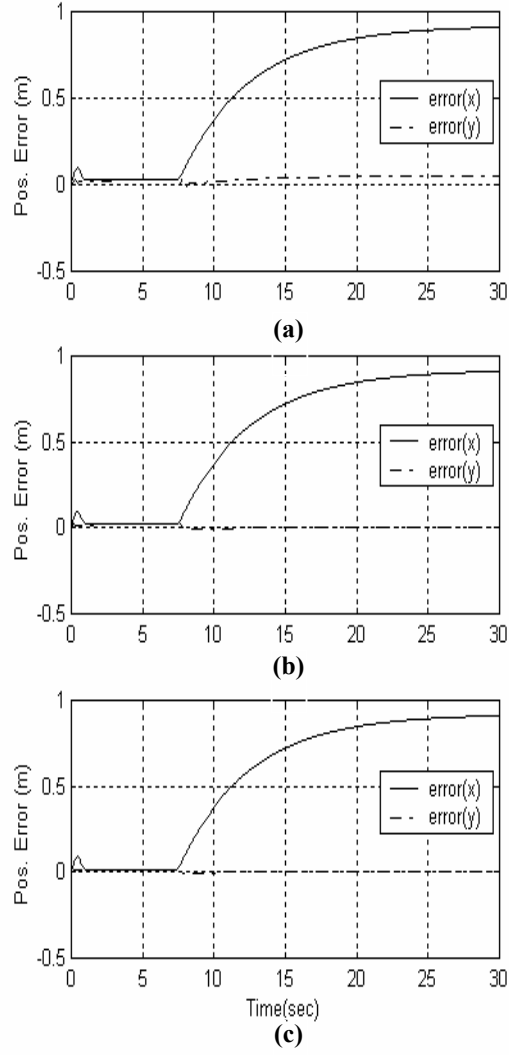 1
0.5
0
-0.5
Pos. Error (m)
error(x)
error(y)
0 5 10 15 20 25 30
(a)
1
0.5
0
-0.5
Pos. Error (m)
error(x)
error(y)
0 5 10 15 20 25 30
(b)
1
0.5
0
-0.5
Pos. Error (m)
error(x)
error(y)
0 5 10 15 20 25 30
Time(sec)
(c)